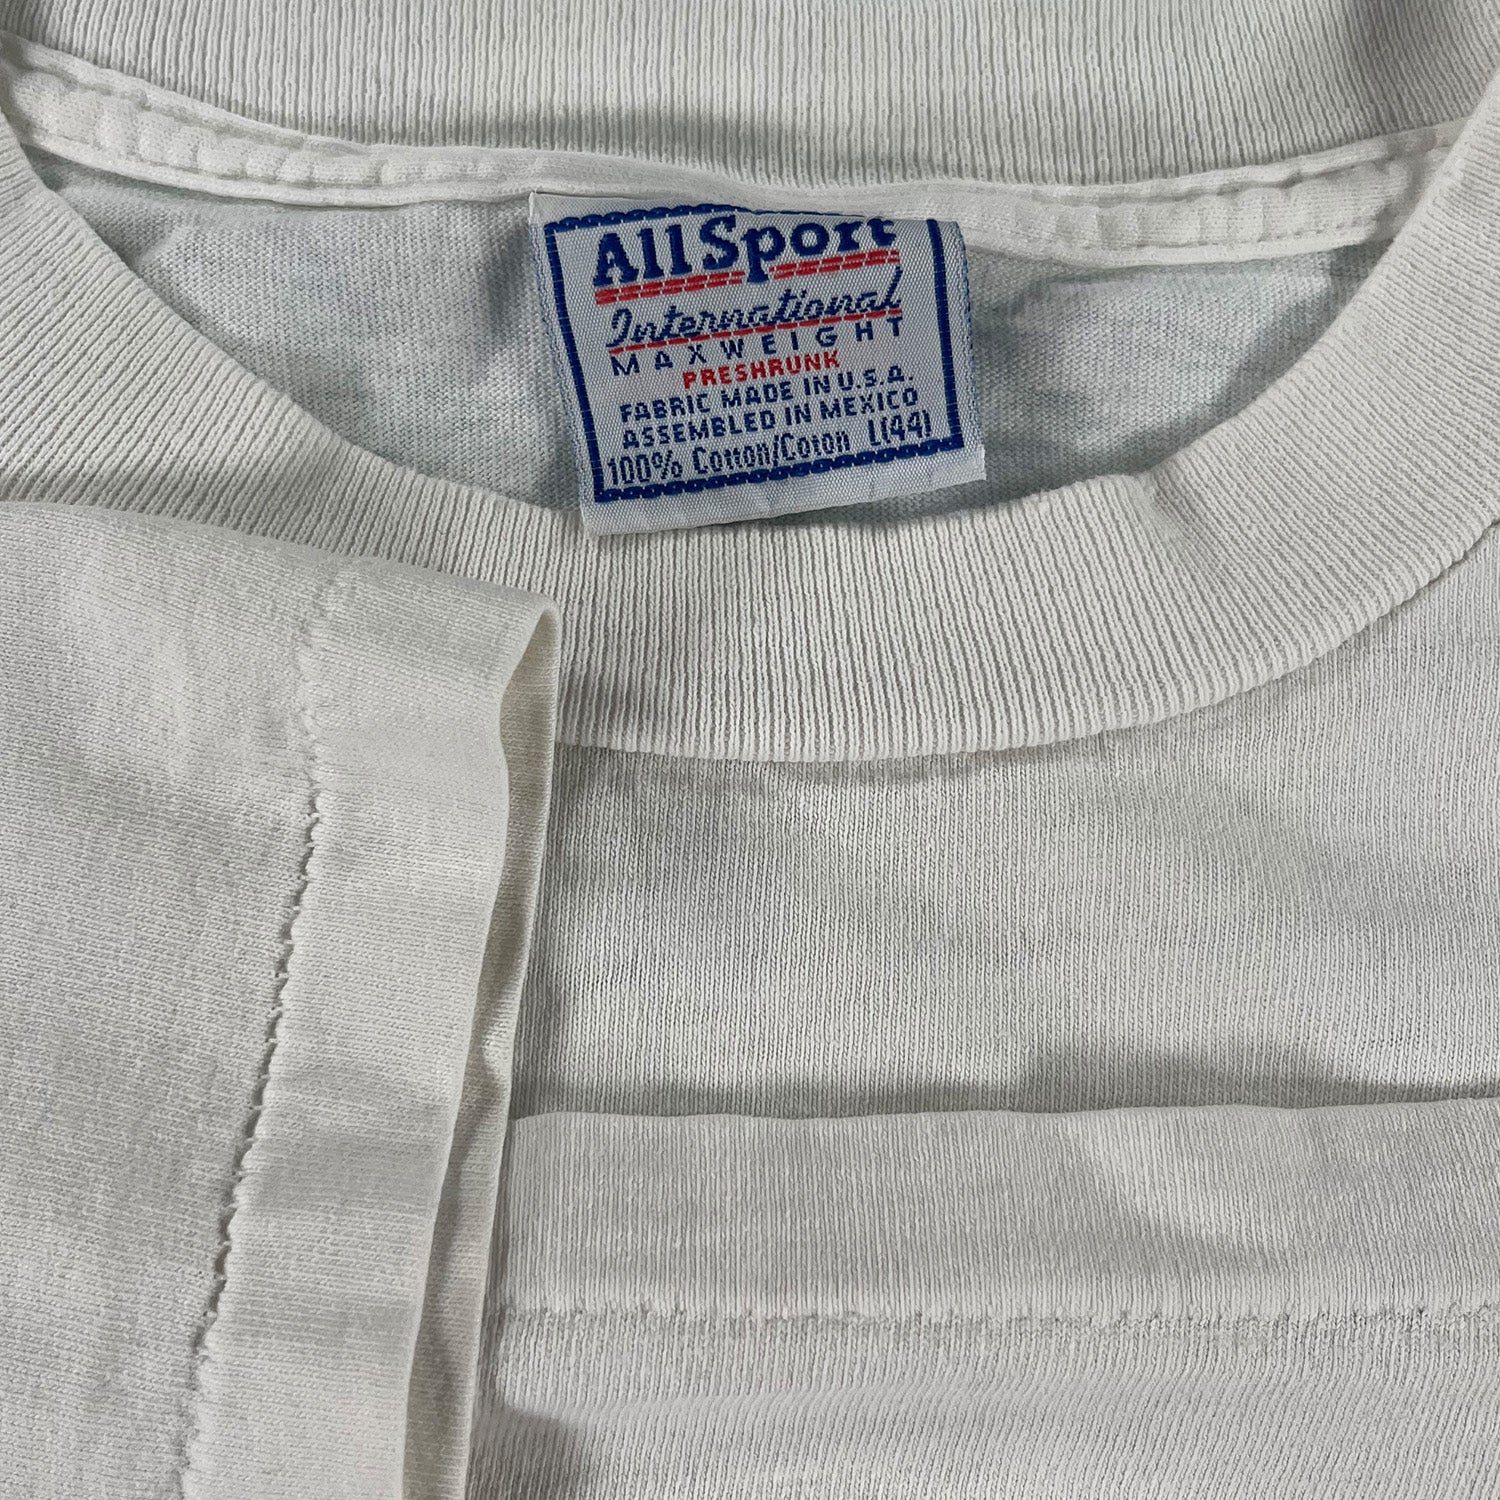 AllSport
International
MAXWEIGHT
PRESHRUNK
FABRIC MADE IN U.S.A.
ASSEMBLED IN MEXICO
100% Cotton/Coton L(44)